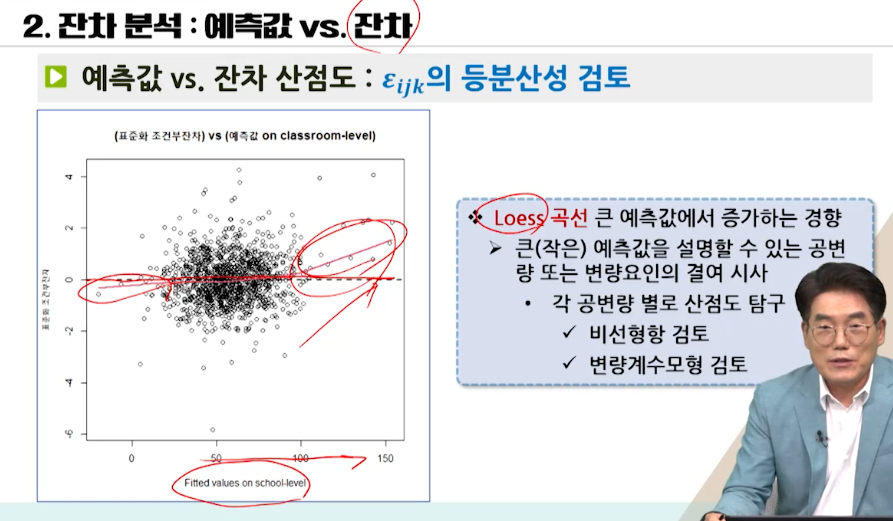 2. 잔차 분석 : 예측값 vs. 잔차
예측값 vs. 잔차 산점도 : ε_ijk의 등분산성 검토
(표준화 조건부잔차) vs (예측값 on classroom-level)
표준화 조건부잔차
4
2
0
-2
-4
-6
0 50 100 150
Fitted values on school-level
❖ Loess 곡선 큰 예측값에서 증가하는 경향
➢ 큰(작은) 예측값을 설명할 수 있는 공변
량 또는 변량요인의 결여 시사
• 각 공변량 별로 산점도 탐구
✓ 비선형항 검토
✓ 변량계수모형 검토